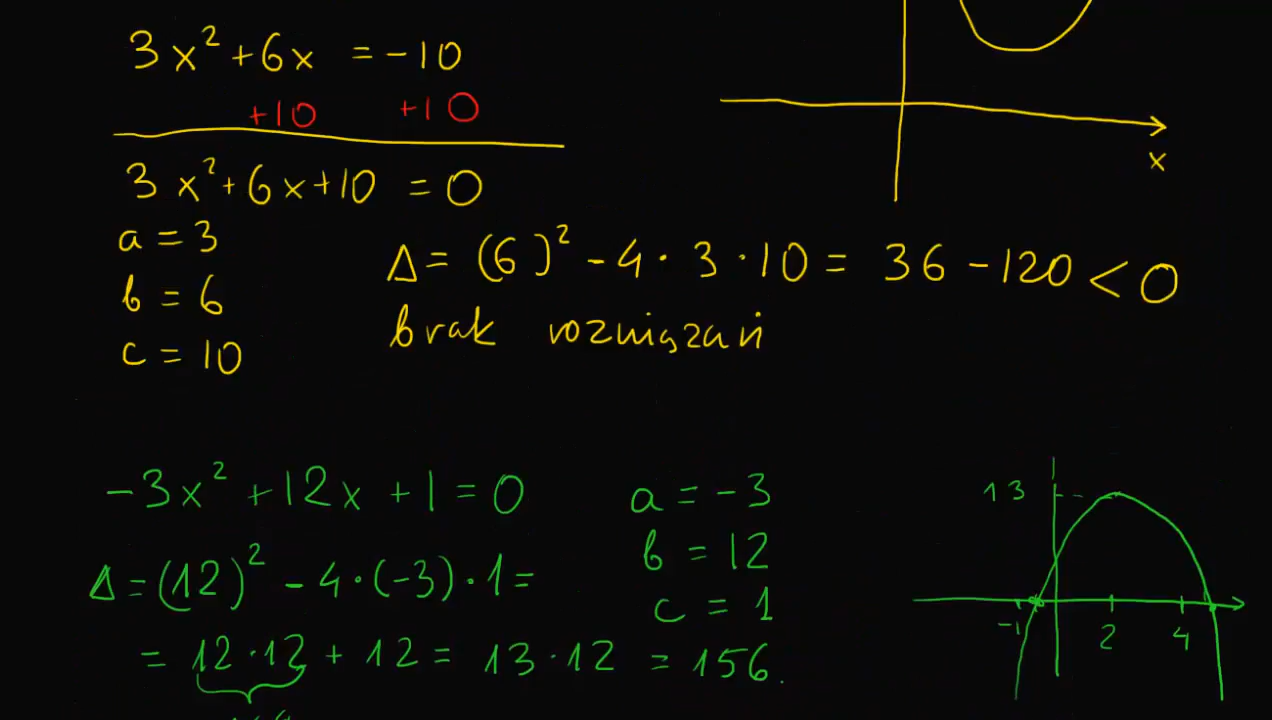 3x² + 6x = -10
+10 +10
3x² + 6x + 10 = 0
a = 3
b = 6
c = 10
Δ = (6)² - 4 · 3 · 10 = 36 - 120 < 0
brak rozwiązań
x
-3x² + 12x + 1 = 0
a = -3
b = 12
c = 1
Δ = (12)² - 4 · (-3) · 1 =
= 12 · 12 + 12 = 13 · 12 = 156.
13
-1 2 4